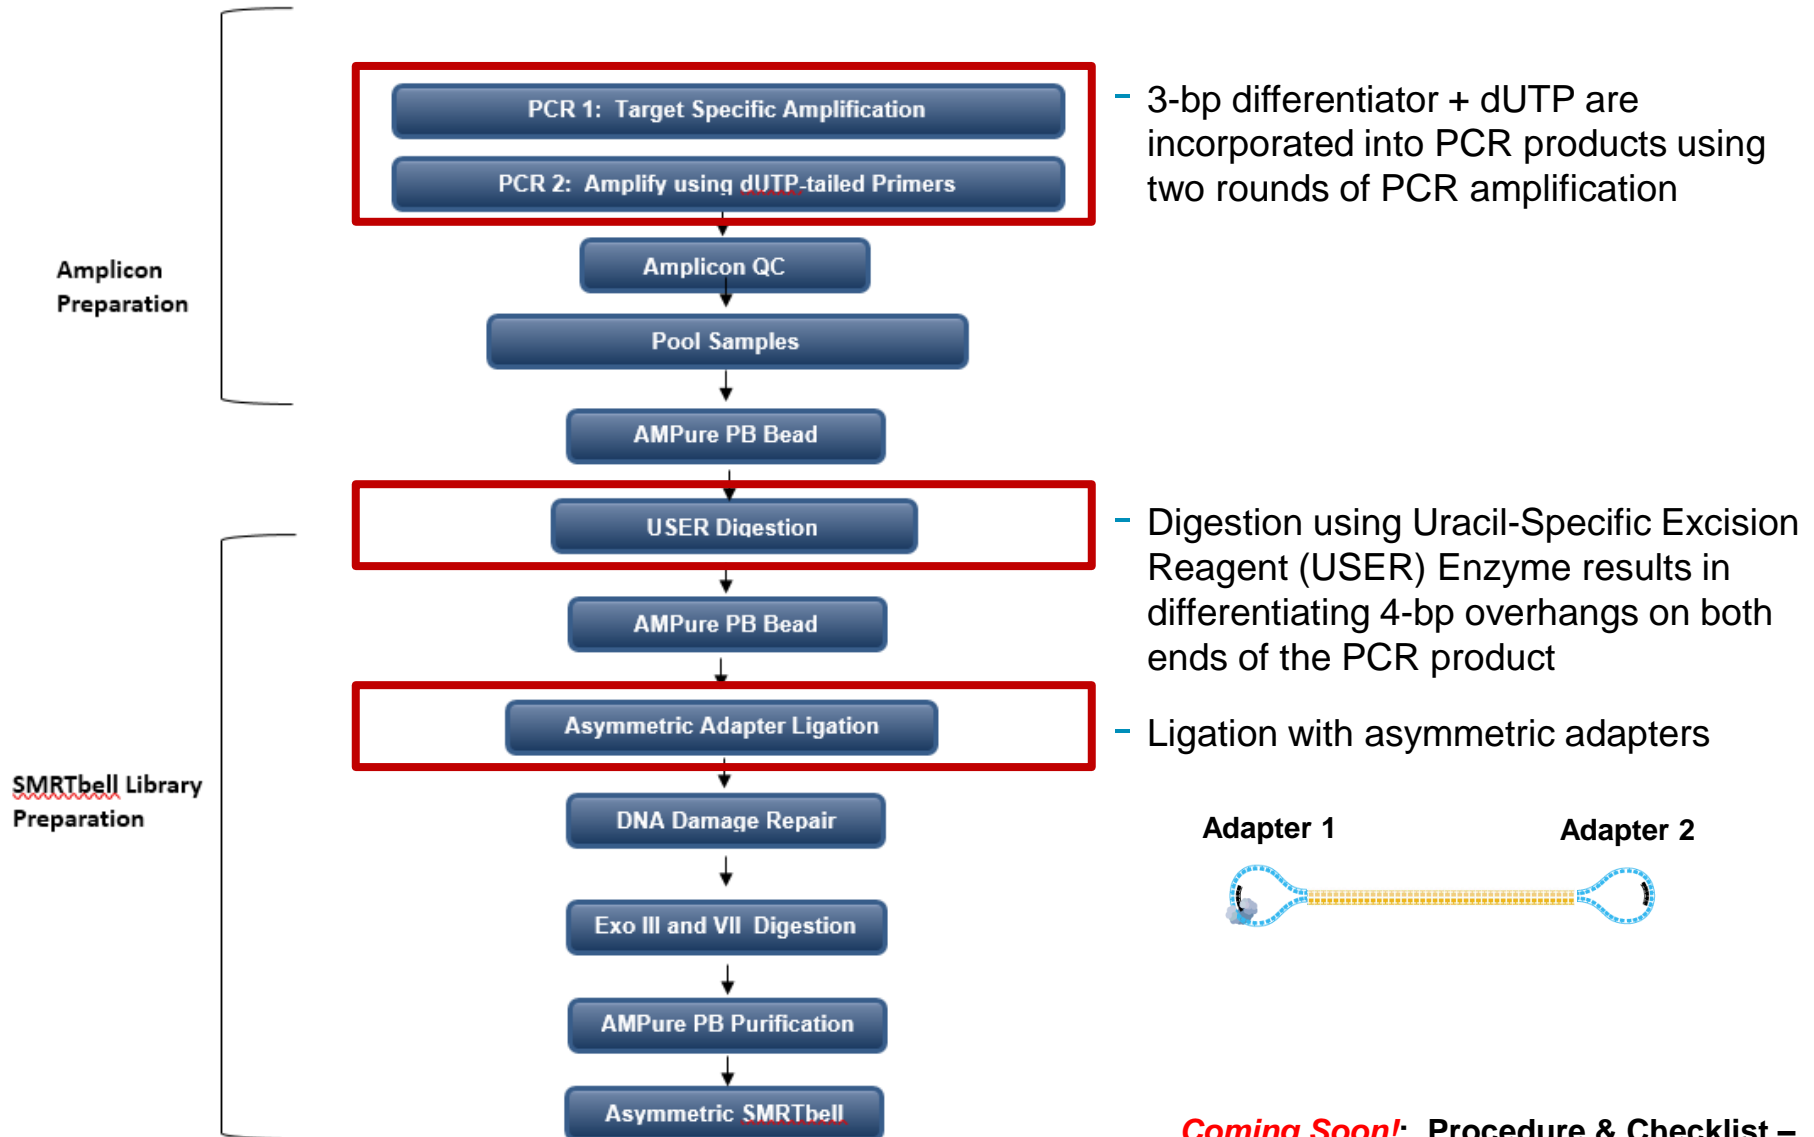 PCR 1: Target Specific Amplification
PCR 2: Amplify using dUTP-tailed Primers
- 3-bp differentiator + dUTP are
incorporated into PCR products using
two rounds of PCR amplification
Amplicon
Preparation
Amplicon QC
Pool Samples
AMPure PB Bead
USER Digestion
- Digestion using Uracil-Specific Excision
Reagent (USER) Enzyme results in
differentiating 4-bp overhangs on both
ends of the PCR product
AMPure PB Bead
Asymmetric Adapter Ligation
- Ligation with asymmetric adapters
SMRTbell Library
Preparation
DNA Damage Repair
Adapter 1
Adapter 2
Exo III and VII Digestion
AMPure PB Purification
Asymmetric SMRTbell
Coming Soon!: Procedure & Checklist –